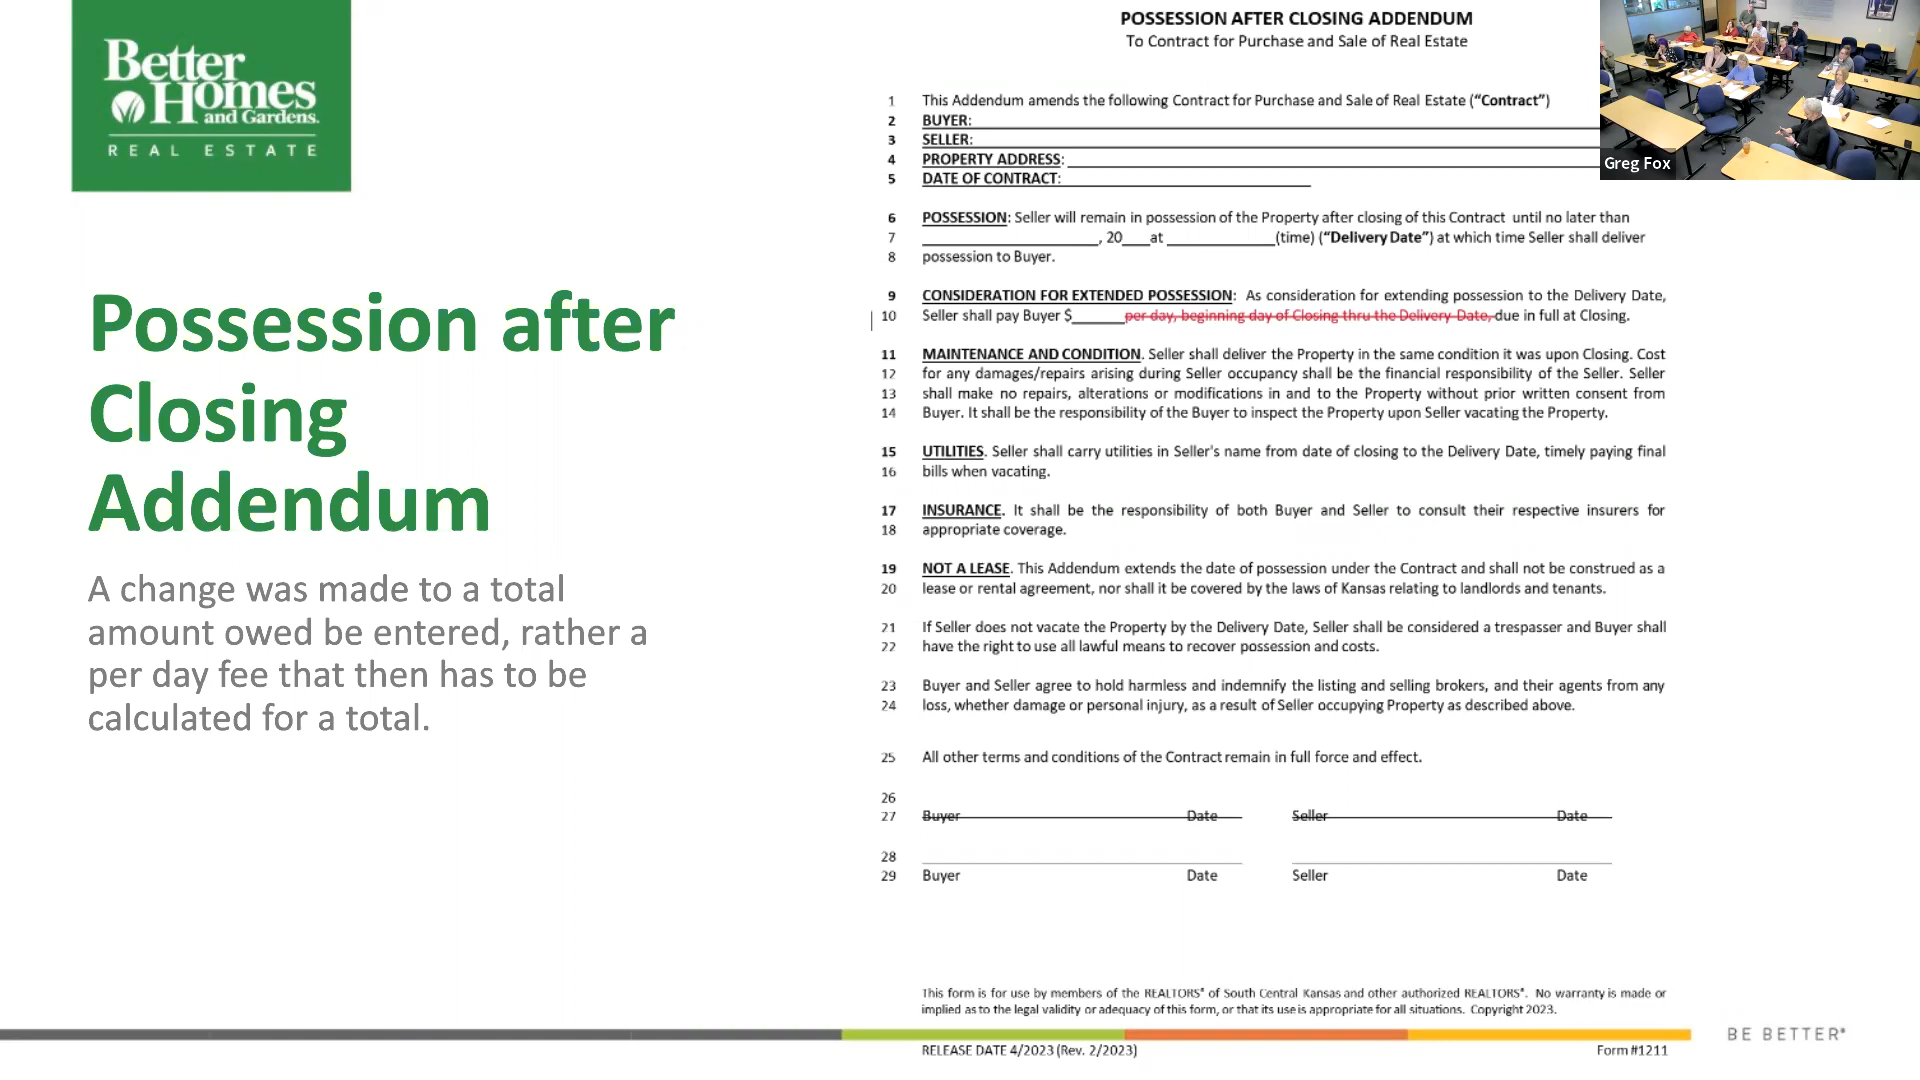 Better
Homes
and Gardens.
REAL ESTATE
Possession after
Closing
Addendum
A change was made to a total
amount owed be entered, rather a
per day fee that then has to be
calculated for a total.
POSSESSION AFTER CLOSING ADDENDUM
To Contract for Purchase and Sale of Real Estate
1 This Addendum amends the following Contract for Purchase and Sale of Real Estate (“Contract”)
2 BUYER:
3 SELLER:
4 PROPERTY ADDRESS:
5 DATE OF CONTRACT:
6 POSSESSION: Seller will remain in possession of the Property after closing of this Contract until no later than
7 ____________, 20___at ____________(time) (“Delivery Date”) at which time Seller shall deliver
8 possession to Buyer.
9 CONSIDERATION FOR EXTENDED POSSESSION: As consideration for extending possession to the Delivery Date,
10 Seller shall pay Buyer $______per day, beginning day of Closing thru the Delivery Date, due in full at Closing.
11 MAINTENANCE AND CONDITION. Seller shall deliver the Property in the same condition it was upon Closing. Cost
12 for any damages/repairs arising during Seller occupancy shall be the financial responsibility of the Seller. Seller
13 shall make no repairs, alterations or modifications in and to the Property without prior written consent from
14 Buyer. It shall be the responsibility of the Buyer to inspect the Property upon Seller vacating the Property.
15 UTILITIES. Seller shall carry utilities in Seller's name from date of closing to the Delivery Date, timely paying final
16 bills when vacating.
17 INSURANCE. It shall be the responsibility of both Buyer and Seller to consult their respective insurers for
18 appropriate coverage.
19 NOT A LEASE. This Addendum extends the date of possession under the Contract and shall not be construed as a
20 lease or rental agreement, nor shall it be covered by the laws of Kansas relating to landlords and tenants.
21 If Seller does not vacate the Property by the Delivery Date, Seller shall be considered a trespasser and Buyer shall
22 have the right to use all lawful means to recover possession and costs.
23 Buyer and Seller agree to hold harmless and indemnify the listing and selling brokers, and their agents from any
24 loss, whether damage or personal injury, as a result of Seller occupying Property as described above.
25 All other terms and conditions of the Contract remain in full force and effect.
26
27 Buyer Date Seller Date
28
29 Buyer Date Seller Date
This form is for use by members of the REALTORS® of South Central Kansas and other authorized REALTORS®. No warranty is made or
implied as to the legal validity or adequacy of this form, or that its use is appropriate for all situations. Copyright 2023.
RELEASE DATE 4/2023 (Rev. 2/2023) Form #1211
BE BETTER®
Greg Fox